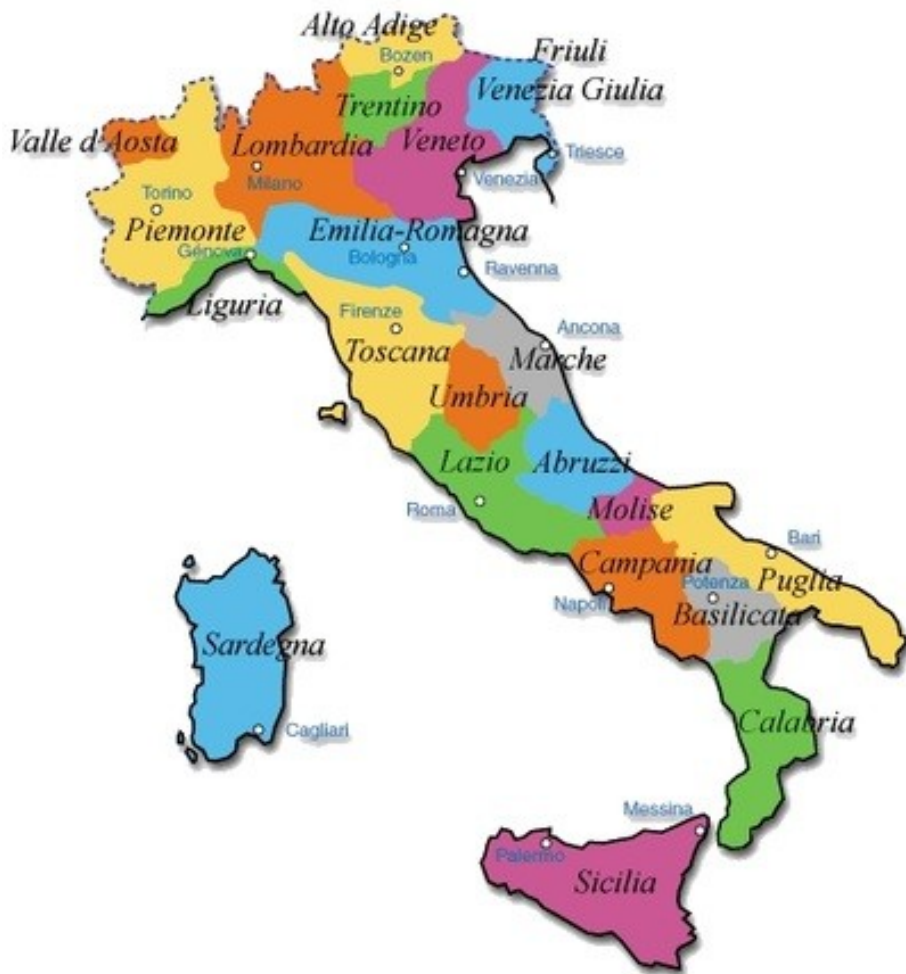 Alto Adige
Bozen
Friuli
Venezia Giulia
Trentino
Valle d'Aosta
Lombardia
Veneto
Triesce
Venezia
Milano
Torino
Piemonte
Emilia-Romagna
Génova
Bologna
Ravenna
Liguria
Firenze
Toscana
Ancona
Marche
Umbria
Lazio
Abruzzi
Roma
Molise
Bari
Campania
Puglia
Potenza
Napoli
Basilicata
Sardegna
Cagliari
Calabria
Messina
Palermo
Sicilia